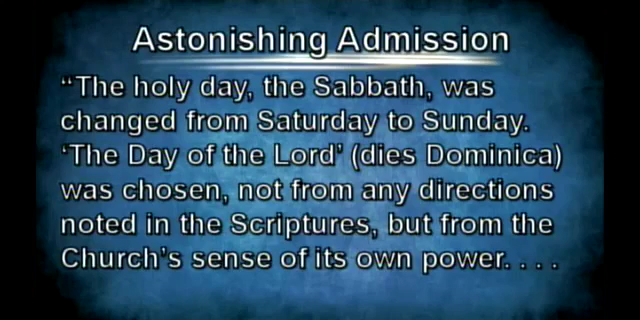 Astonishing Admission
“The holy day, the Sabbath, was
changed from Saturday to Sunday.
‘The Day of the Lord’ (dies Dominica)
was chosen, not from any directions
noted in the Scriptures, but from the
Church’s sense of its own power. . . .